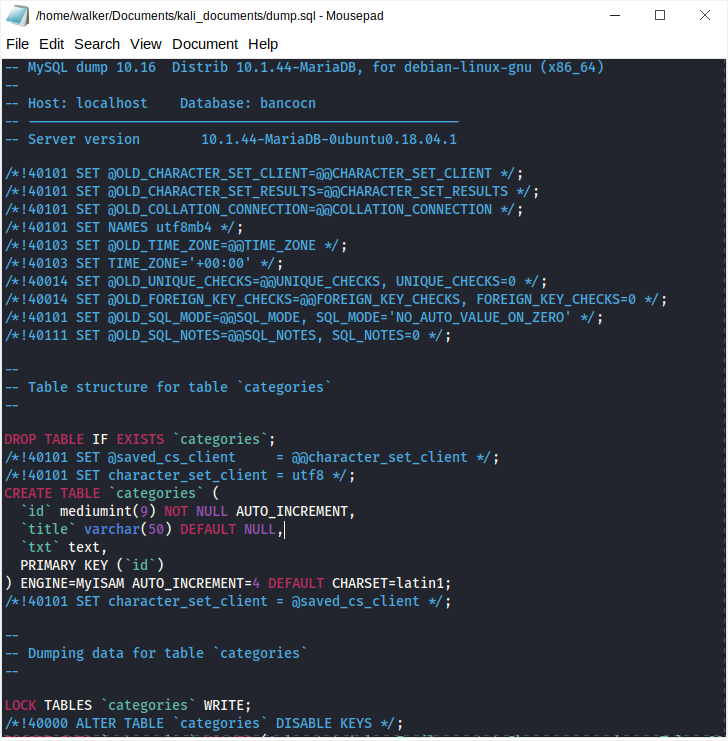 /home/walker/Documents/kali_documents/dump.sql - Mousepad
File Edit Search View Document Help
-- MySQL dump 10.16  Distrib 10.1.44-MariaDB, for debian-linux-gnu (x86_64)
--
-- Host: localhost    Database: bancocn
-- ------------------------------------------------------
-- Server version	10.1.44-MariaDB-0ubuntu0.18.04.1

/*!40101 SET @OLD_CHARACTER_SET_CLIENT=@@CHARACTER_SET_CLIENT */;
/*!40101 SET @OLD_CHARACTER_SET_RESULTS=@@CHARACTER_SET_RESULTS */;
/*!40101 SET @OLD_COLLATION_CONNECTION=@@COLLATION_CONNECTION */;
/*!40101 SET NAMES utf8mb4 */;
/*!40103 SET @OLD_TIME_ZONE=@@TIME_ZONE */;
/*!40103 SET TIME_ZONE='+00:00' */;
/*!40014 SET @OLD_UNIQUE_CHECKS=@@UNIQUE_CHECKS, UNIQUE_CHECKS=0 */;
/*!40014 SET @OLD_FOREIGN_KEY_CHECKS=@@FOREIGN_KEY_CHECKS, FOREIGN_KEY_CHECKS=0 */;
/*!40101 SET @OLD_SQL_MODE=@@SQL_MODE, SQL_MODE='NO_AUTO_VALUE_ON_ZERO' */;
/*!40111 SET @OLD_SQL_NOTES=@@SQL_NOTES, SQL_NOTES=0 */;

--
-- Table structure for table `categories`
--

DROP TABLE IF EXISTS `categories`;
/*!40101 SET @saved_cs_client     = @@character_set_client */;
/*!40101 SET character_set_client = utf8 */;
CREATE TABLE `categories` (
  `id` mediumint(9) NOT NULL AUTO_INCREMENT,
  `title` varchar(50) DEFAULT NULL,
  `txt` text,
  PRIMARY KEY (`id`)
) ENGINE=MyISAM AUTO_INCREMENT=4 DEFAULT CHARSET=latin1;
/*!40101 SET character_set_client = @saved_cs_client */;

--
-- Dumping data for table `categories`
--

LOCK TABLES `categories` WRITE;
/*!40000 ALTER TABLE `categories` DISABLE KEYS */;